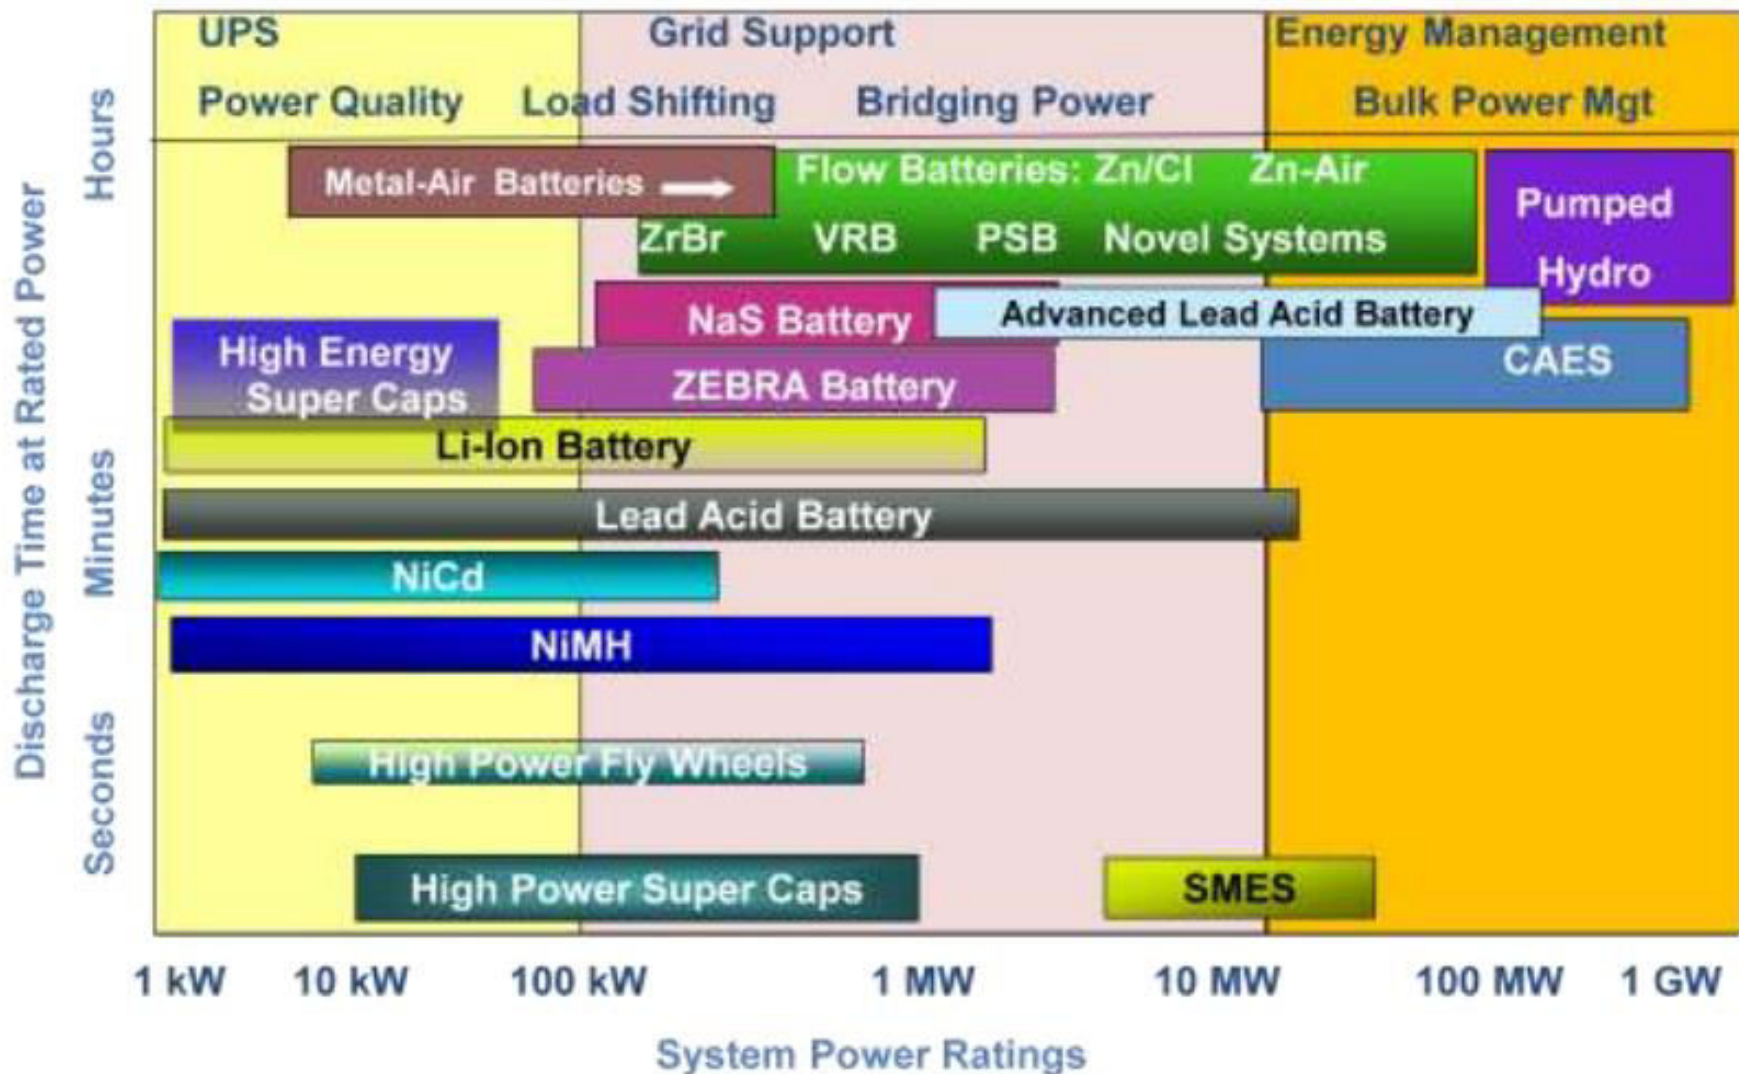 UPS
Grid Support
Energy Management
Power Quality
Load Shifting
Bridging Power
Bulk Power Mgt
Metal-Air Batteries
Flow Batteries: Zn/Cl Zn-Air
ZrBr VRB PSB Novel Systems
Pumped
Hydro
NaS Battery
Advanced Lead Acid Battery
High Energy
Super Caps
ZEBRA Battery
CAES
Li-Ion Battery
Lead Acid Battery
NiCd
NiMH
High Power Fly Wheels
High Power Super Caps
SMES
Discharge Time at Rated Power
Hours
Minutes
Seconds
1 kW 10 kW 100 kW 1 MW 10 MW 100 MW 1 GW
System Power Ratings